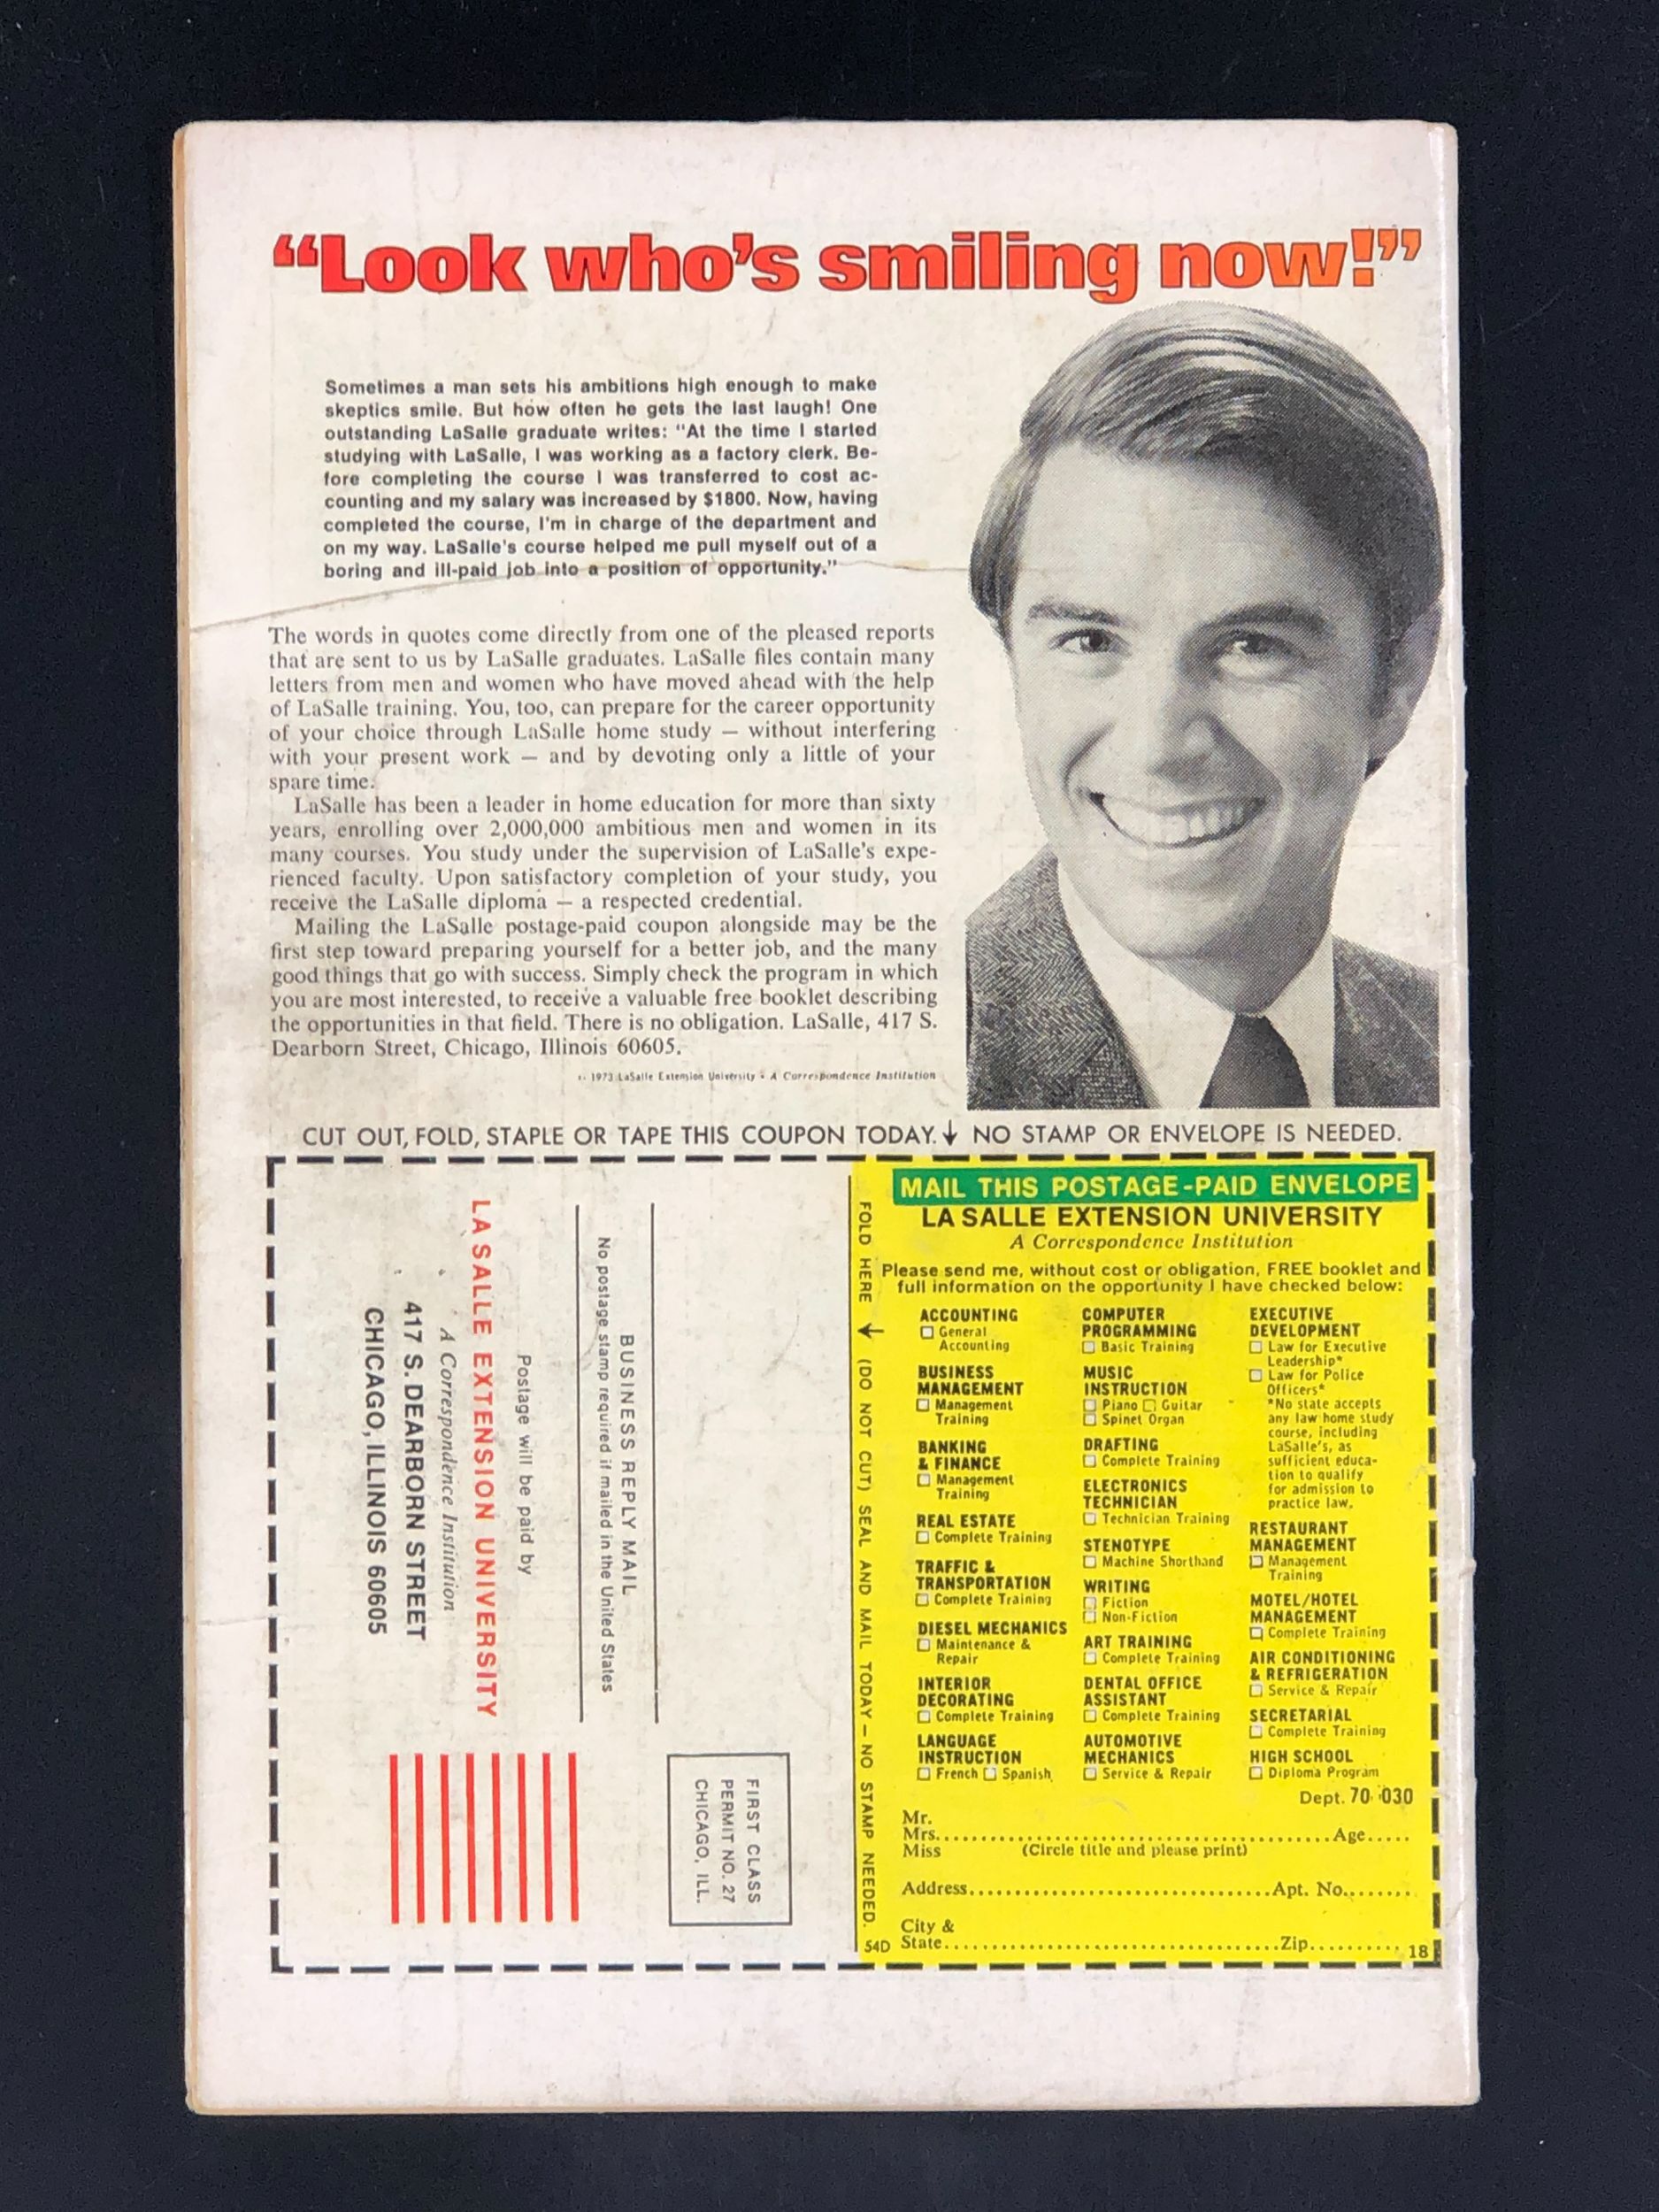 “Look who’s smiling now!”
Sometimes a man sets his ambitions high enough to make
skeptics smile. But how often he gets the last laugh! One
outstanding LaSalle graduate writes: “At the time I started
studying with LaSalle, I was working as a factory clerk. Be-
fore completing the course I was transferred to cost ac-
counting and my salary was increased by $1800. Now, having
completed the course, I'm in charge of the department and
on my way. LaSalle's course helped me pull myself out of a
boring and ill-paid job into a position of opportunity.”
The words in quotes come directly from one of the pleased reports
that are sent to us by LaSalle graduates. LaSalle files contain many
letters from men and women who have moved ahead with the help
of LaSalle training. You, too, can prepare for the career opportunity
of your choice through LaSalle home study — without interfering
with your present work — and by devoting only a little of your
spare time.
LaSalle has been a leader in home education for more than sixty
years, enrolling over 2,000,000 ambitious men and women in its
many courses. You study under the supervision of LaSalle's expe-
rienced faculty. Upon satisfactory completion of your study, you
receive the LaSalle diploma — a respected credential.
Mailing the LaSalle postage-paid coupon alongside may be the
first step toward preparing yourself for a better job, and the many
good things that go with success. Simply check the program in which
you are most interested, to receive a valuable free booklet describing
the opportunities in that field. There is no obligation. LaSalle, 417 S.
Dearborn Street, Chicago, Illinois 60605.
1973 LaSalle Extension University • A Correspondence Institution
CUT OUT, FOLD, STAPLE OR TAPE THIS COUPON TODAY.↓ NO STAMP OR ENVELOPE IS NEEDED.
FIRST CLASS
PERMIT NO. 27
CHICAGO, ILL.
BUSINESS REPLY MAIL
No postage stamp required if mailed in the United States
Postage will be paid by
LA SALLE EXTENSION UNIVERSITY
A Correspondence Institution
417 S. DEARBORN STREET
CHICAGO, ILLINOIS 60605
FOLD HERE (DO NOT CUT) SEAL AND MAIL TODAY – NO STAMP NEEDED.
54D
MAIL THIS POSTAGE-PAID ENVELOPE
LA SALLE EXTENSION UNIVERSITY
A Correspondence Institution
Please send me, without cost or obligation, FREE booklet and
full information on the opportunity I have checked below:
ACCOUNTING
☐ General
Accounting
BUSINESS
MANAGEMENT
☐ Management
Training
BANKING
& FINANCE
☐ Management
Training
REAL ESTATE
☐ Complete Training
TRAFFIC &
TRANSPORTATION
☐ Complete Training
DIESEL MECHANICS
☐ Maintenance &
Repair
INTERIOR
DECORATING
☐ Complete Training
LANGUAGE
INSTRUCTION
☐ French ☐ Spanish
COMPUTER
PROGRAMMING
☐ Basic Training
MUSIC
INSTRUCTION
☐ Piano ☐ Guitar
☐ Spinet Organ
DRAFTING
☐ Complete Training
ELECTRONICS
TECHNICIAN
☐ Technician Training
STENOTYPE
☐ Machine Shorthand
WRITING
☐ Fiction
☐ Non-Fiction
ART TRAINING
☐ Complete Training
DENTAL OFFICE
ASSISTANT
☐ Complete Training
AUTOMOTIVE
MECHANICS
☐ Service & Repair
EXECUTIVE
DEVELOPMENT
☐ Law for Executive
Leadership*
☐ Law for Police
Officers*
*No state accepts
any law home study
course, including
LaSalle's, as
sufficient educa-
tion to qualify
for admission to
practice law.
RESTAURANT
MANAGEMENT
☐ Management
Training
MOTEL/HOTEL
MANAGEMENT
☐ Complete Training
AIR CONDITIONING
& REFRIGERATION
☐ Service & Repair
SECRETARIAL
☐ Complete Training
HIGH SCHOOL
☐ Diploma Program
Dept. 70-030
Mr.
Mrs. Age
Miss (Circle title and please print)
Address Apt. No.
City &
State Zip
18